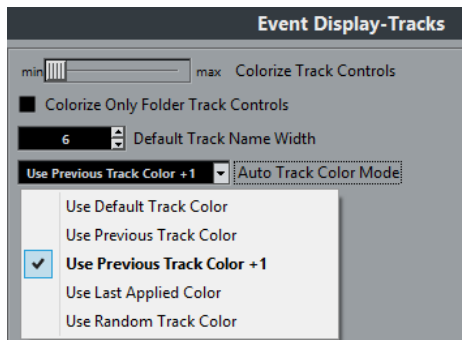 Event Display-Tracks
min max Colorize Track Controls
Colorize Only Folder Track Controls
6 Default Track Name Width
Use Previous Track Color +1 Auto Track Color Mode
Use Default Track Color
Use Previous Track Color
Use Previous Track Color +1
Use Last Applied Color
Use Random Track Color